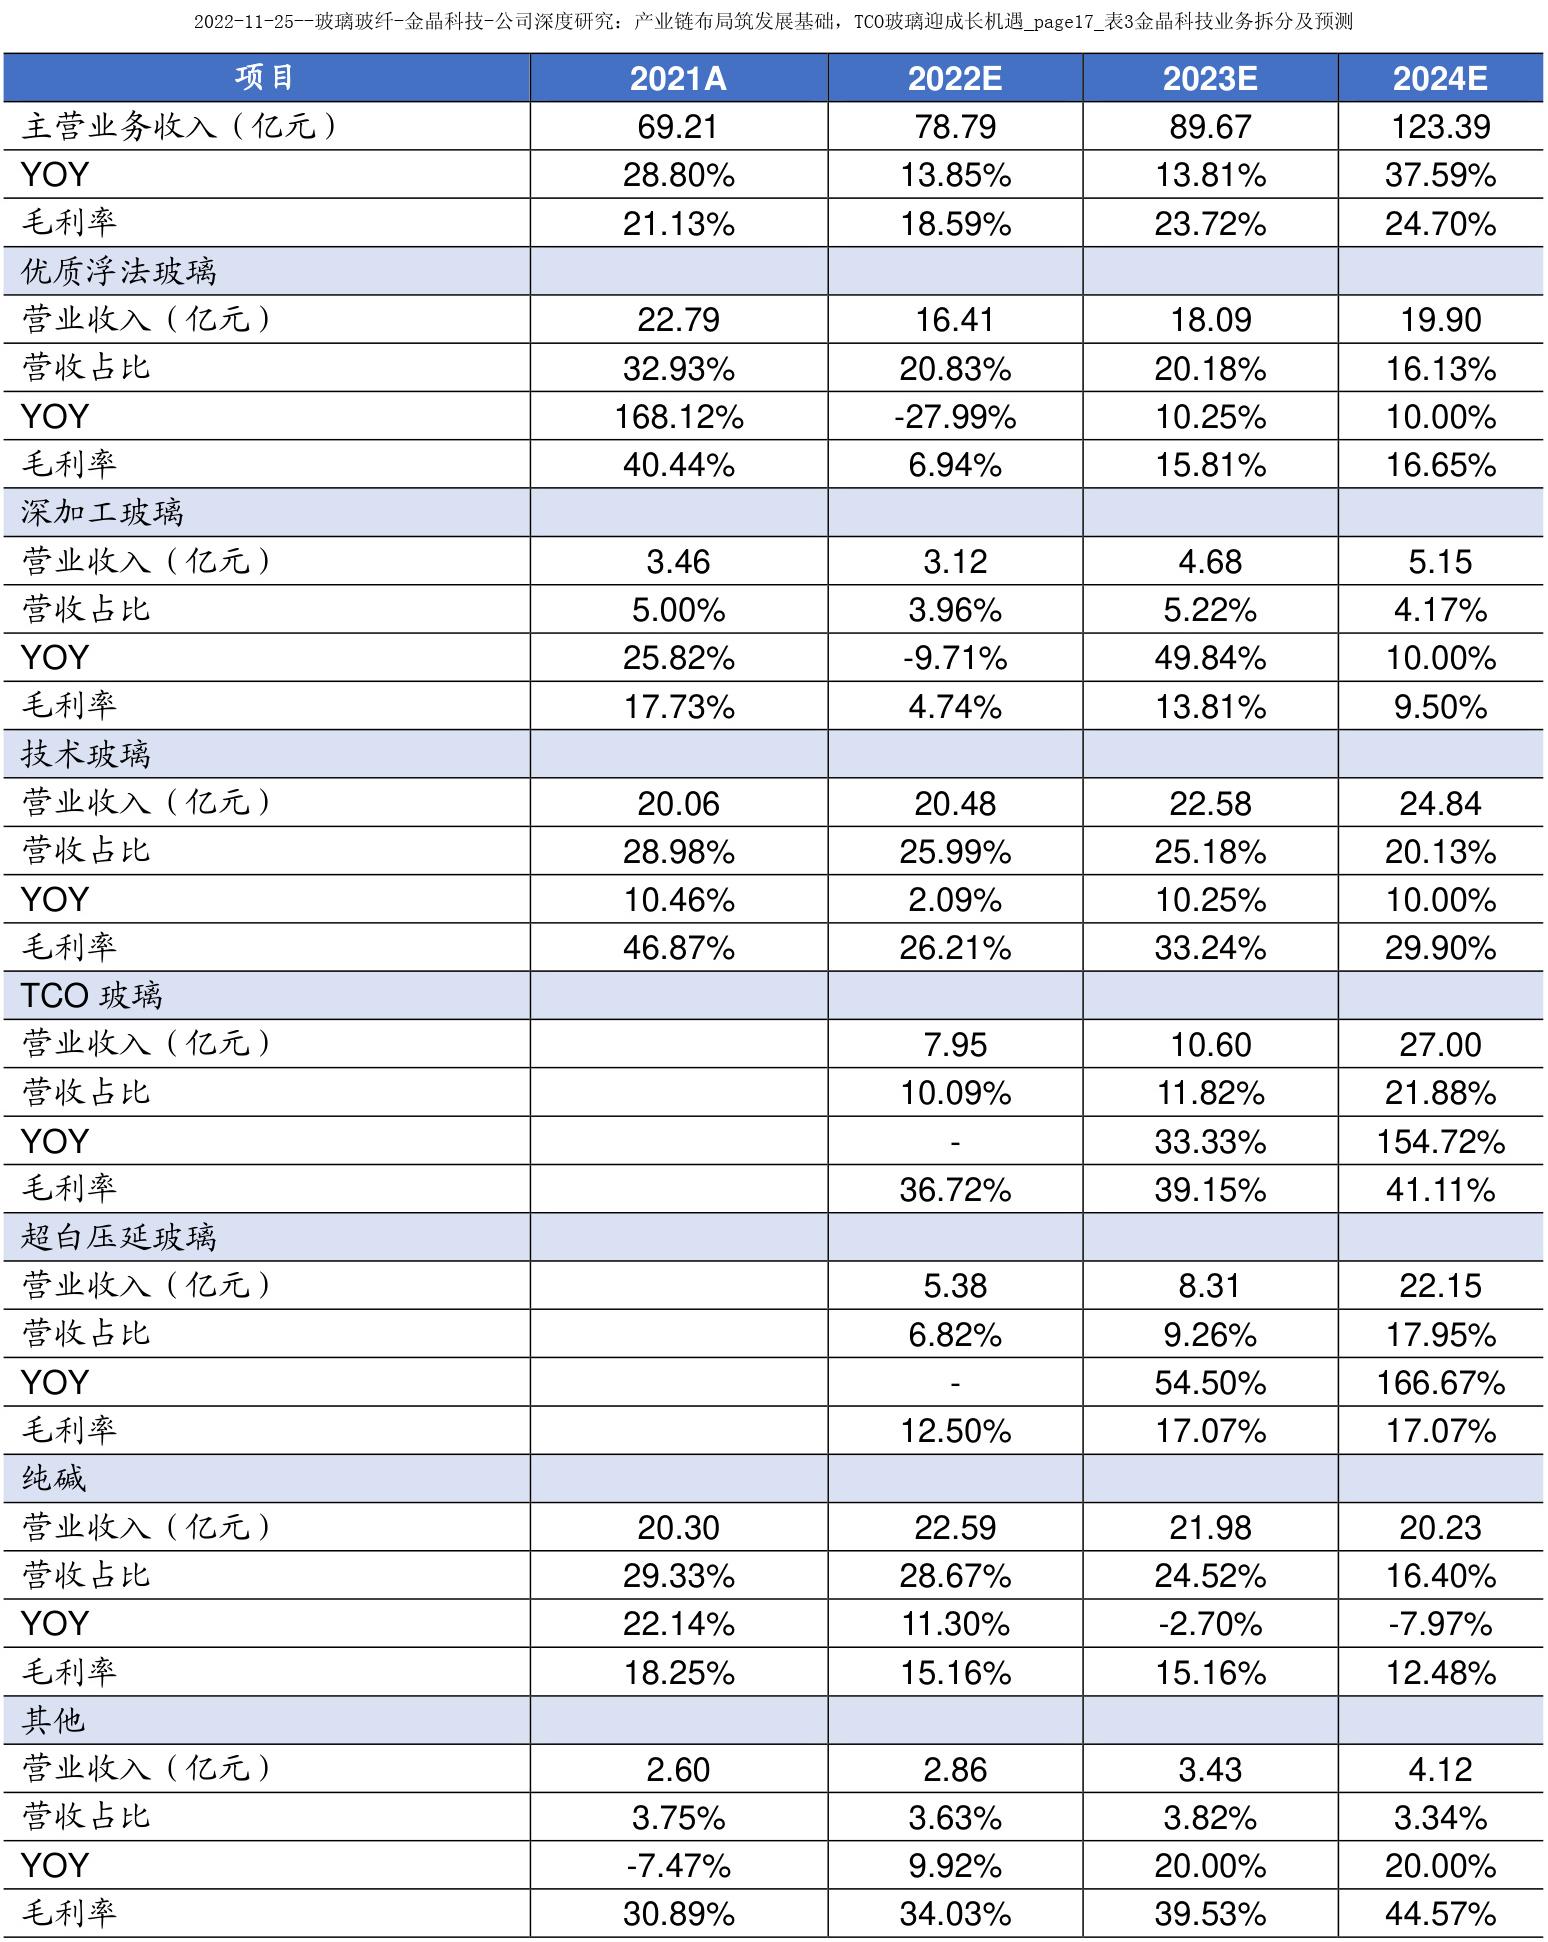 2022-11-25--玻璃玻纤-金晶科技-公司深度研究：产业链布局筑发展基础，TCO玻璃迎成长机遇_page17_表3金晶科技业务拆分及预测
项目 2021A 2022E 2023E 2024E
主营业务收入（亿元） 69.21 78.79 89.67 123.39
YOY 28.80% 13.85% 13.81% 37.59%
毛利率 21.13% 18.59% 23.72% 24.70%
优质浮法玻璃
营业收入（亿元） 22.79 16.41 18.09 19.90
营收占比 32.93% 20.83% 20.18% 16.13%
YOY 168.12% -27.99% 10.25% 10.00%
毛利率 40.44% 6.94% 15.81% 16.65%
深加工玻璃
营业收入（亿元） 3.46 3.12 4.68 5.15
营收占比 5.00% 3.96% 5.22% 4.17%
YOY 25.82% -9.71% 49.84% 10.00%
毛利率 17.73% 4.74% 13.81% 9.50%
技术玻璃
营业收入（亿元） 20.06 20.48 22.58 24.84
营收占比 28.98% 25.99% 25.18% 20.13%
YOY 10.46% 2.09% 10.25% 10.00%
毛利率 46.87% 26.21% 33.24% 29.90%
TCO 玻璃
营业收入（亿元） 7.95 10.60 27.00
营收占比 10.09% 11.82% 21.88%
YOY - 33.33% 154.72%
毛利率 36.72% 39.15% 41.11%
超白压延玻璃
营业收入（亿元） 5.38 8.31 22.15
营收占比 6.82% 9.26% 17.95%
YOY - 54.50% 166.67%
毛利率 12.50% 17.07% 17.07%
纯碱
营业收入（亿元） 20.30 22.59 21.98 20.23
营收占比 29.33% 28.67% 24.52% 16.40%
YOY 22.14% 11.30% -2.70% -7.97%
毛利率 18.25% 15.16% 15.16% 12.48%
其他
营业收入（亿元） 2.60 2.86 3.43 4.12
营收占比 3.75% 3.63% 3.82% 3.34%
YOY -7.47% 9.92% 20.00% 20.00%
毛利率 30.89% 34.03% 39.53% 44.57%